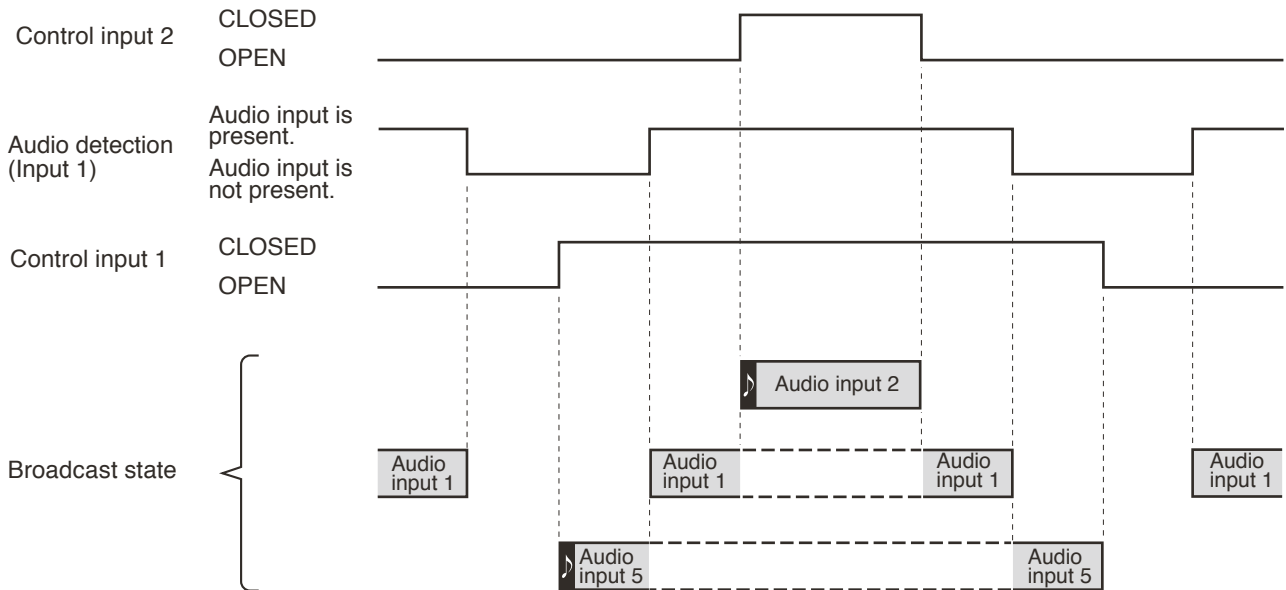 Control input 2
CLOSED
OPEN
Audio detection
(Input 1)
Audio input is
present.
Audio input is
not present.
Control input 1
CLOSED
OPEN
Broadcast state
♪ Audio input 2
Audio
input 1
Audio
input 1
Audio
input 1
Audio
input 1
♪ Audio
input 5
Audio
input 5